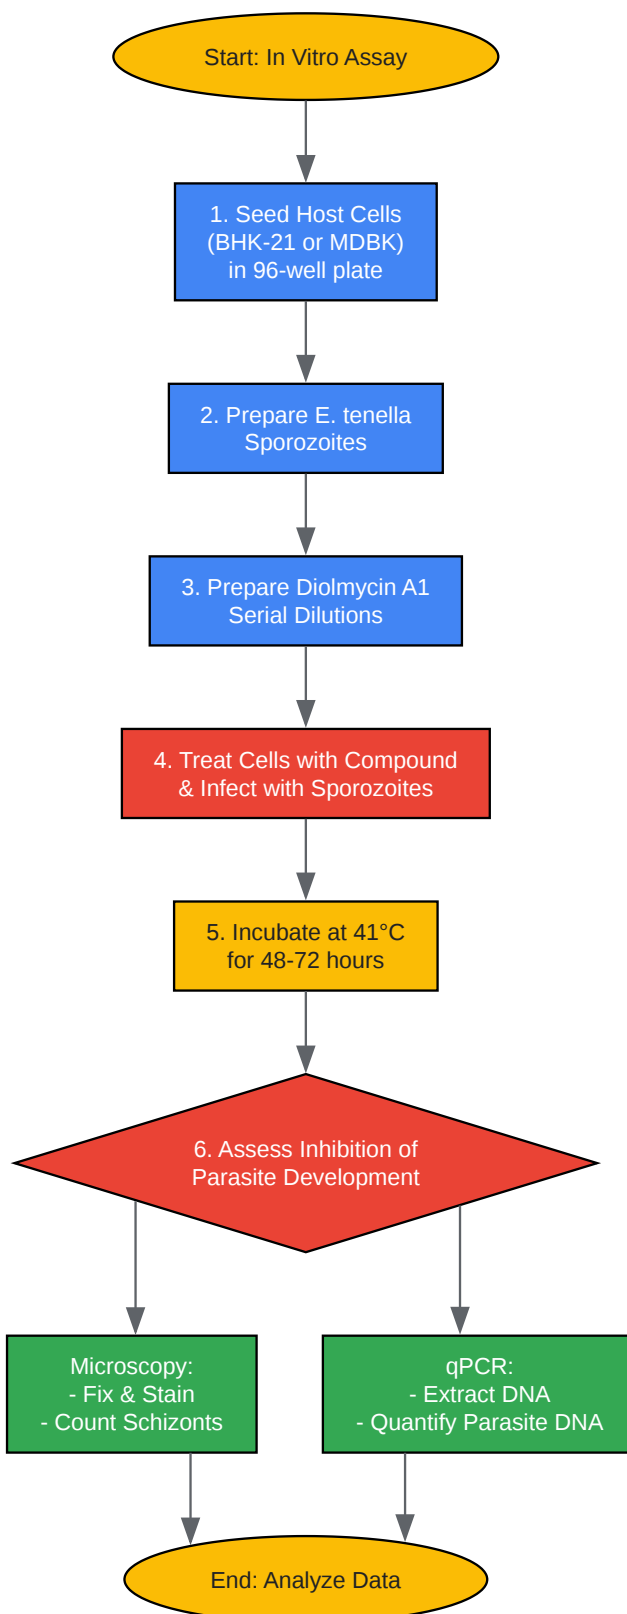 Start: In Vitro Assay
1. Seed Host Cells
(BHK-21 or MDBK)
in 96-well plate
2. Prepare E. tenella
Sporozoites
3. Prepare Diolmycin A1
Serial Dilutions
4. Treat Cells with Compound
& Infect with Sporozoites
5. Incubate at 41°C
for 48-72 hours
6. Assess Inhibition of
Parasite Development
Microscopy:
- Fix & Stain
- Count Schizonts
qPCR:
- Extract DNA
- Quantify Parasite DNA
End: Analyze Data